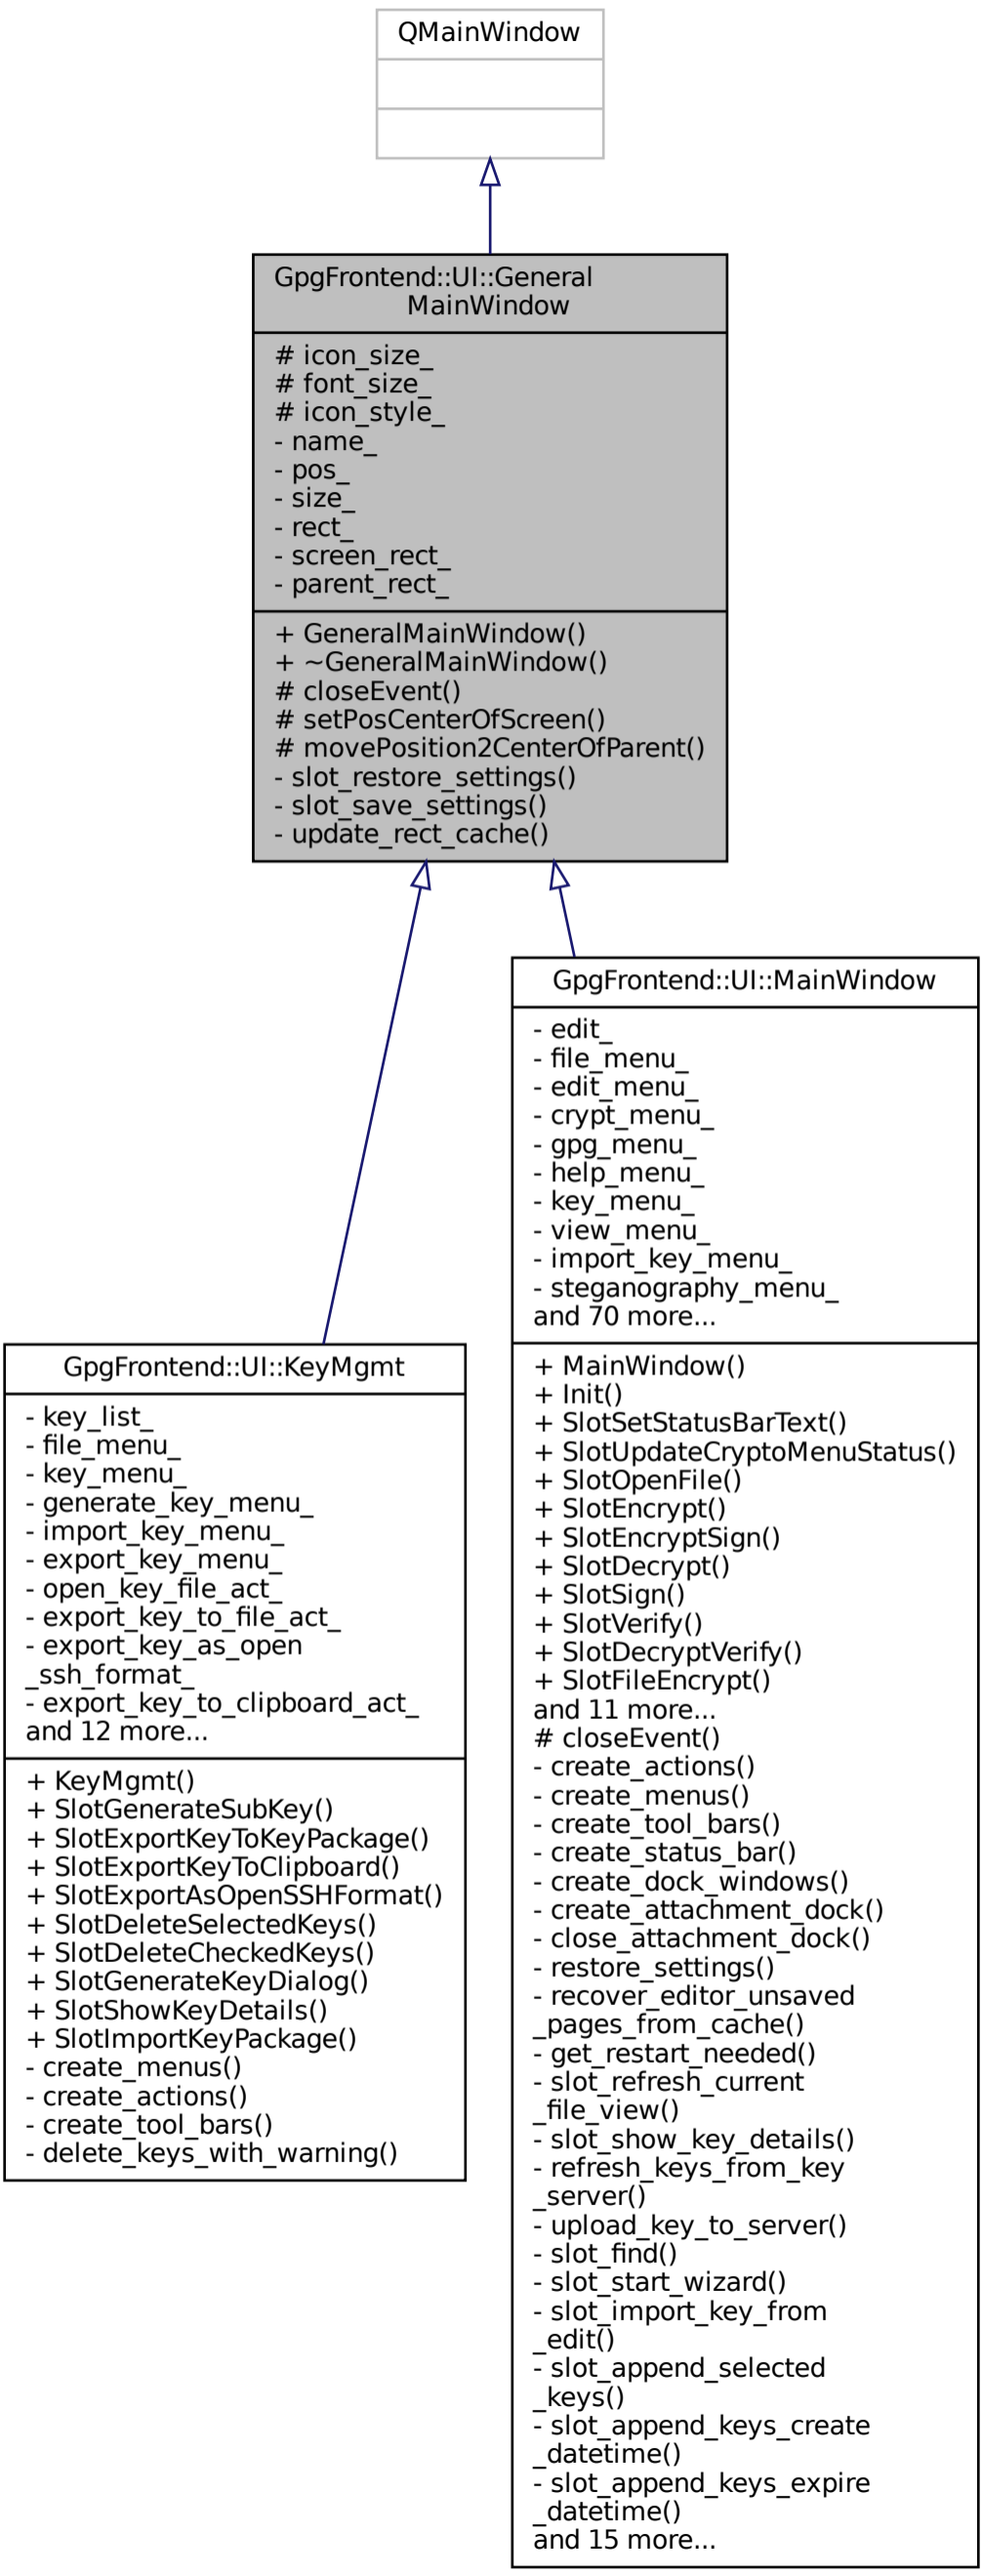 QMainWindow
GpgFrontend::UI::General
MainWindow
# icon_size_
# font_size_
# icon_style_
- name_
- pos_
- size_
- rect_
- screen_rect_
- parent_rect_
+ GeneralMainWindow()
+ ~GeneralMainWindow()
# closeEvent()
# setPosCenterOfScreen()
# movePosition2CenterOfParent()
- slot_restore_settings()
- slot_save_settings()
- update_rect_cache()
GpgFrontend::UI::KeyMgmt
- key_list_
- file_menu_
- key_menu_
- generate_key_menu_
- import_key_menu_
- export_key_menu_
- open_key_file_act_
- export_key_to_file_act_
- export_key_as_open
_ssh_format_
- export_key_to_clipboard_act_
and 12 more...
+ KeyMgmt()
+ SlotGenerateSubKey()
+ SlotExportKeyToKeyPackage()
+ SlotExportKeyToClipboard()
+ SlotExportAsOpenSSHFormat()
+ SlotDeleteSelectedKeys()
+ SlotDeleteCheckedKeys()
+ SlotGenerateKeyDialog()
+ SlotShowKeyDetails()
+ SlotImportKeyPackage()
- create_menus()
- create_actions()
- create_tool_bars()
- delete_keys_with_warning()
GpgFrontend::UI::MainWindow
- edit_
- file_menu_
- edit_menu_
- crypt_menu_
- gpg_menu_
- help_menu_
- key_menu_
- view_menu_
- import_key_menu_
- steganography_menu_
and 70 more...
+ MainWindow()
+ Init()
+ SlotSetStatusBarText()
+ SlotUpdateCryptoMenuStatus()
+ SlotOpenFile()
+ SlotEncrypt()
+ SlotEncryptSign()
+ SlotDecrypt()
+ SlotSign()
+ SlotVerify()
+ SlotDecryptVerify()
+ SlotFileEncrypt()
and 11 more...
# closeEvent()
- create_actions()
- create_menus()
- create_tool_bars()
- create_status_bar()
- create_dock_windows()
- create_attachment_dock()
- close_attachment_dock()
- restore_settings()
- recover_editor_unsaved
_pages_from_cache()
- get_restart_needed()
- slot_refresh_current
_file_view()
- slot_show_key_details()
- refresh_keys_from_key
_server()
- upload_key_to_server()
- slot_find()
- slot_start_wizard()
- slot_import_key_from
_edit()
- slot_append_selected
_keys()
- slot_append_keys_create
_datetime()
- slot_append_keys_expire
_datetime()
and 15 more...